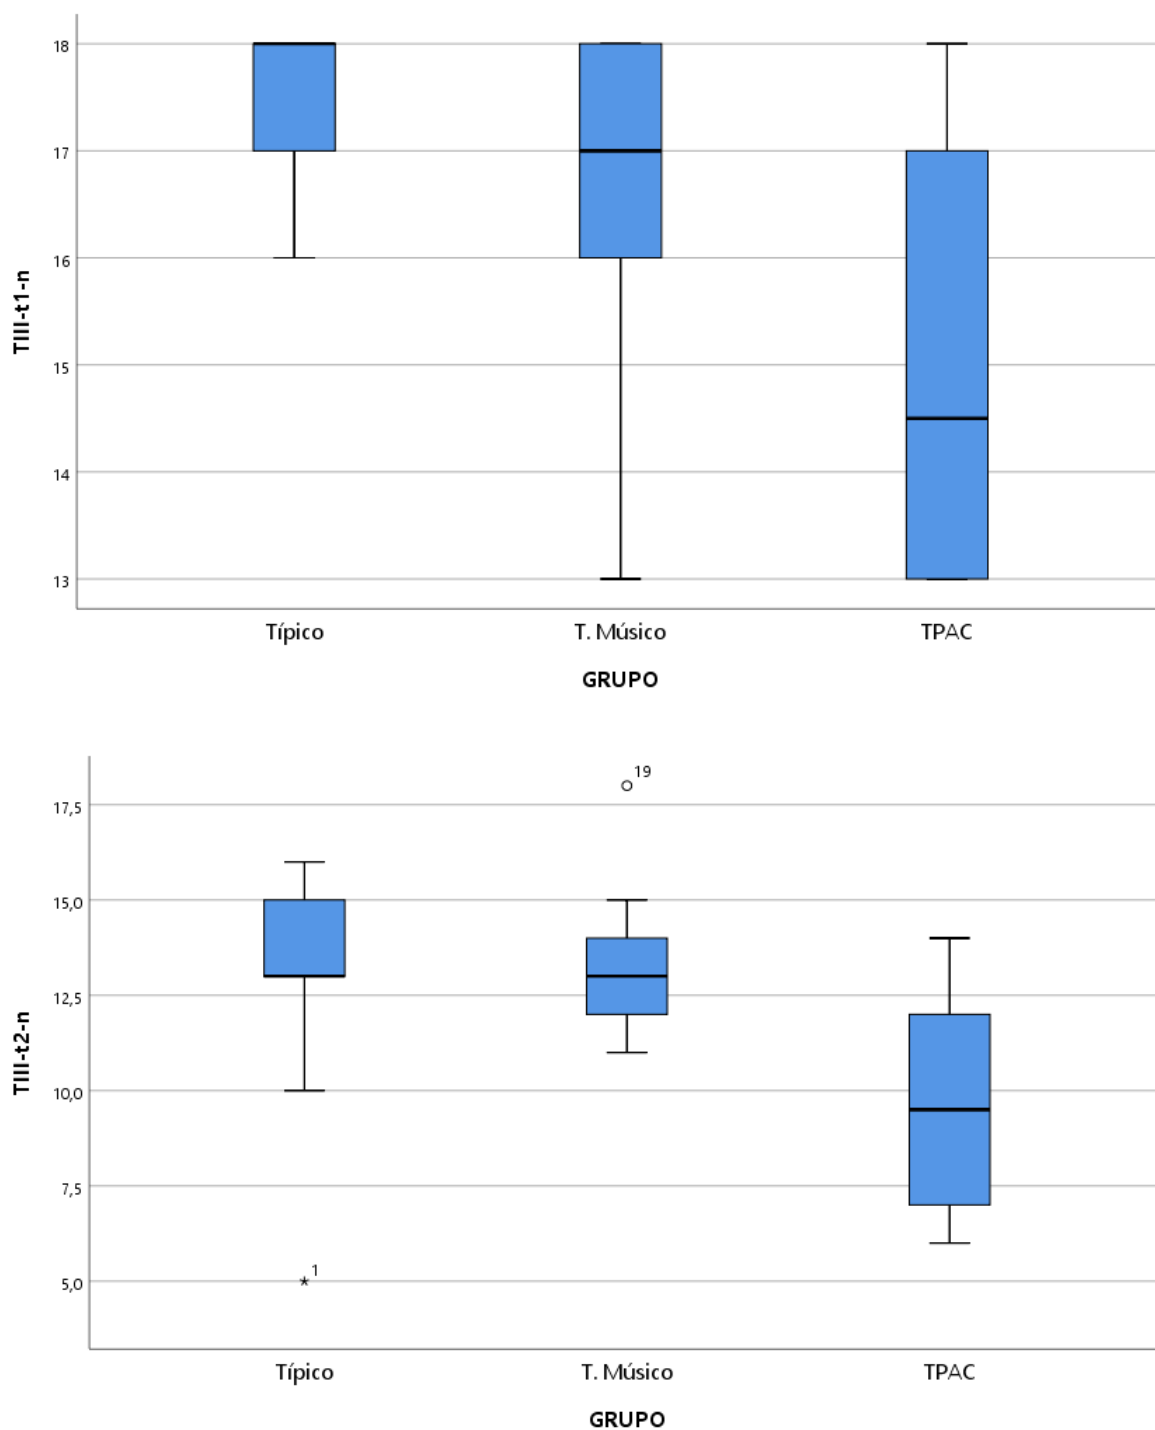 18
17
16
15
14
13
TIII-t1-n
Típico
T. Músico
TPAC
GRUPO
19
17,5
15,0
12,5
10,0
7,5
5,0
TIII-t2-n
1
Típico
T. Músico
TPAC
GRUPO